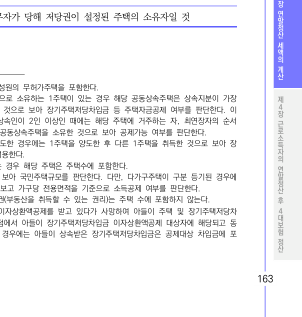 무자가 당해 저당권이 설정된 주택의 소유자일 것
성원의 무허가주택을 포함한다.
으로 소유하는 1주택이 있는 경우 해당 공동상속주택은 상속지분이 가장
것으로 보아 장기주택저당차입금 등 주택자금공제 여부를 판단한다. 이
상속인이 2인 이상인 때에는 해당 주택에 거주하는 자, 최연장자의 순서
공동상속주택을 소유한 것으로 보아 공제가능 여부를 판단한다.
도한 경우에는 1주택을 양도한 후 다른 1주택을 취득한 것으로 보아 장
용한다.
는 경우 해당 주택은 주택수에 포함한다.
보아 국민주택규모를 판단한다. 다만, 다가구주택이 구분 등기된 경우에
보고 가구당 전용면적을 기준으로 소득공제 여부를 판단한다.
권(부동산을 취득할 수 있는 권리)는 주택 수에 포함하지 않는다.
이자상환액공제를 받고 있다가 사망하여 아들이 주택 및 장기주택저당차
점에서 아들이 장기주택저당차입금 이자상환액공제 대상자에 해당되고 동
경우에는 아들이 상속받은 장기주택저당차입금은 공제대상 차입금에 포
장 연말정산 세액의 계산
제4장 근로소득자의 연말정산 후 4대보험 정산
163